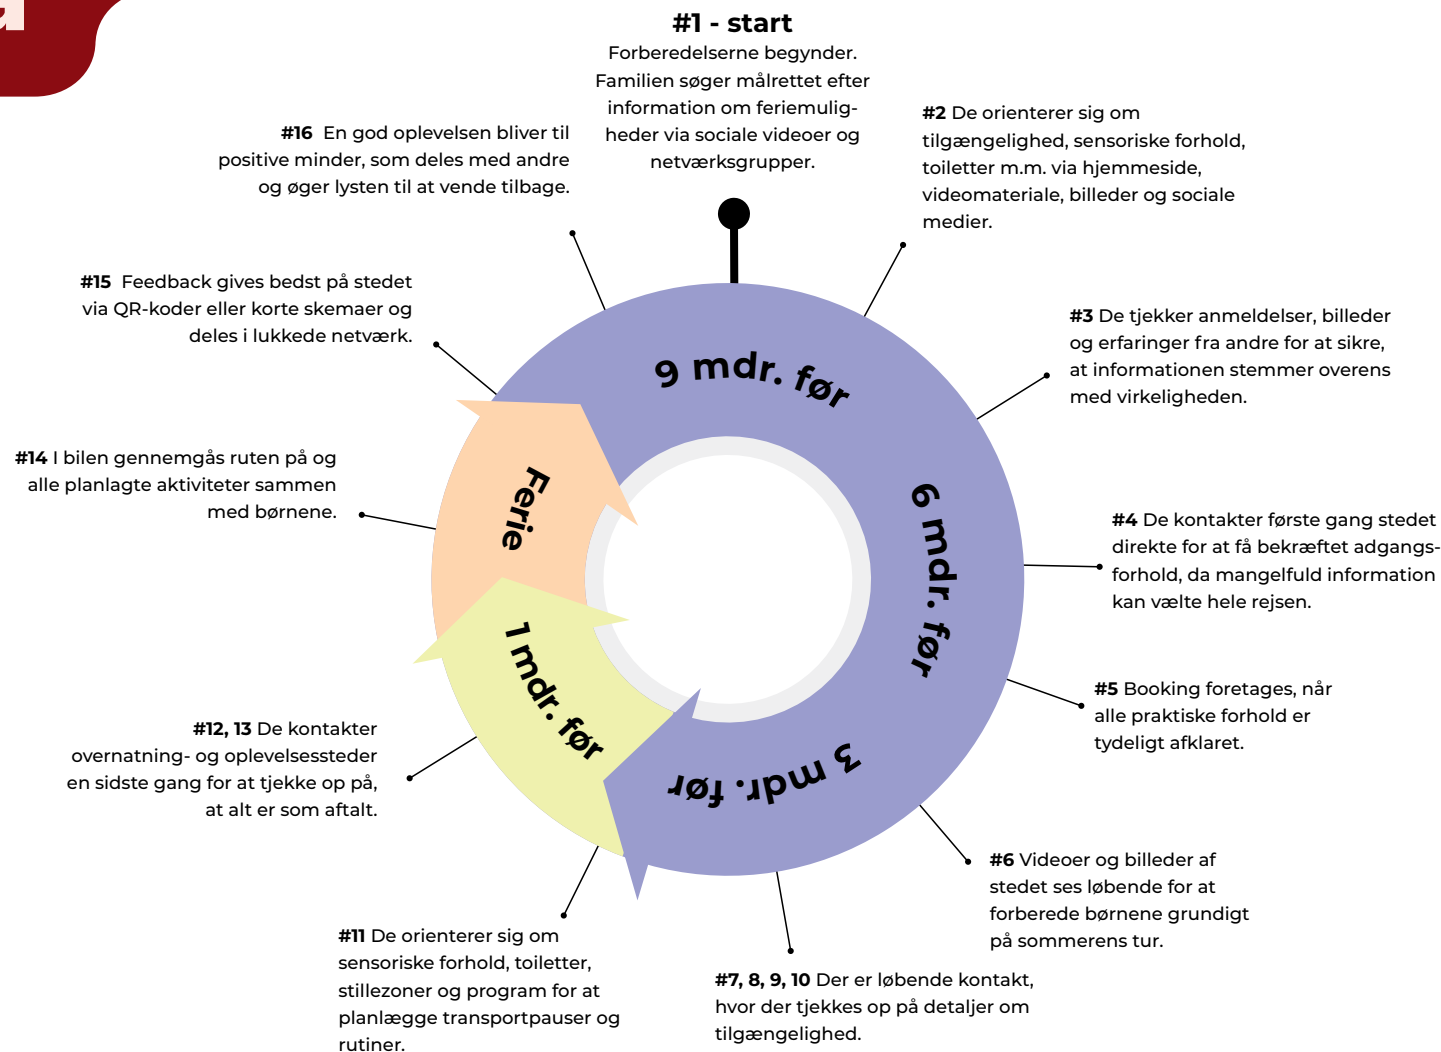 #1 - start
Forberedelserne begynder.
Familien søger målrettet efter
information om feriemulig-
heder via sociale videoer og
netværksgrupper.
#2 De orienterer sig om
tilgængelighed, sensoriske forhold,
toiletter m.m. via hjemmeside,
videomateriale, billeder og sociale
medier.
#3 De tjekker anmeldelser, billeder
og erfaringer fra andre for at sikre,
at informationen stemmer overens
med virkeligheden.
#4 De kontakter første gang stedet
direkte for at få bekræftet adgangs-
forhold, da mangelfuld information
kan vælte hele rejsen.
#5 Booking foretages, når
alle praktiske forhold er
tydeligt afklaret.
#6 Videoer og billeder af
stedet ses løbende for at
forberede børnene grundigt
på sommerens tur.
#7, 8, 9, 10 Der er løbende kontakt,
hvor der tjekkes op på detaljer om
tilgængelighed.
#11 De orienterer sig om
sensoriske forhold, toiletter,
stillezoner og program for at
planlægge transportpauser og
rutiner.
#12, 13 De kontakter
overnatning- og oplevelsessteder
en sidste gang for at tjekke op på,
at alt er som aftalt.
#14 I bilen gennemgås ruten på og
alle planlagte aktiviteter sammen
med børnene.
#15 Feedback gives bedst på stedet
via QR-koder eller korte skemaer og
deles i lukkede netværk.
#16 En god oplevelsen bliver til
positive minder, som deles med andre
og øger lysten til at vende tilbage.
9 mdr. før
6 mdr. før
3 mdr. før
1 mdr. før
Ferie